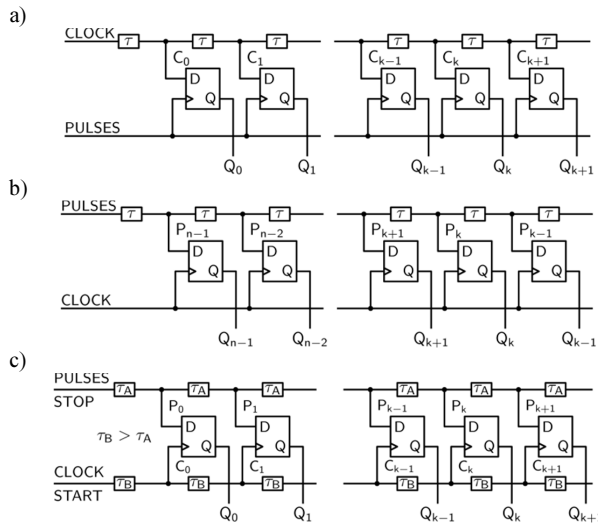 a)
CLOCK τ τ τ τ τ τ
C0 C1 Ck−1 Ck Ck+1
D D D D D
Q Q Q Q Q
PULSES
Q0 Q1 Qk−1 Qk Qk+1
b)
PULSES τ τ τ τ τ τ
Pn−1 Pn−2 Pk+1 Pk Pk−1
D D D D D
Q Q Q Q Q
CLOCK
Qn−1 Qn−2 Qk+1 Qk Qk−1
c)
PULSES
τA τA τA τA τA τA
STOP
P0 P1 Pk−1 Pk Pk+1
D D D D D
τB > τA
Q Q Q Q Q
CLOCK C0 C1 Ck−1 Ck Ck+1
τB τB τB τB τB τB
START
Q0 Q1 Qk−1 Qk Qk+